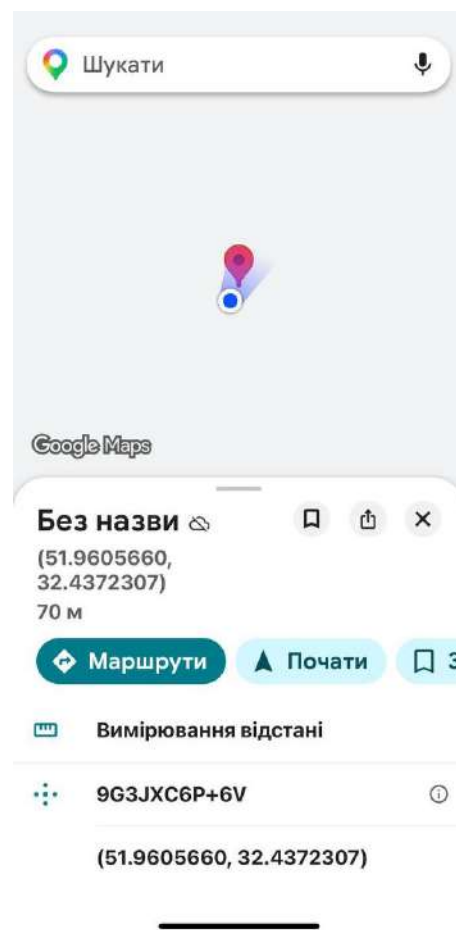 Шукати
Google Maps
Без назви
(51.9605660,
32.4372307)
70 м
Маршрути
Почати
З
Вимірювання відстані
9G3JXC6P+6V
(51.9605660, 32.4372307)